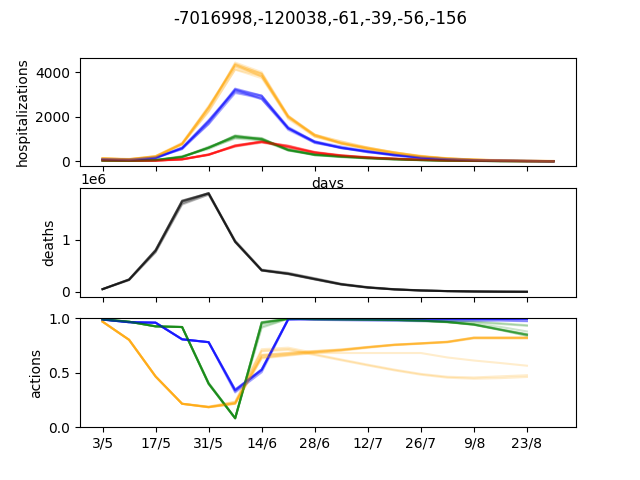 -7016998,-120038,-61,-39,-56,-156
hospitalizations
4000
2000
0
days
1e6
deaths
1
0
actions
1.0
0.5
0.0
3/5 17/5 31/5 14/6 28/6 12/7 26/7 9/8 23/8